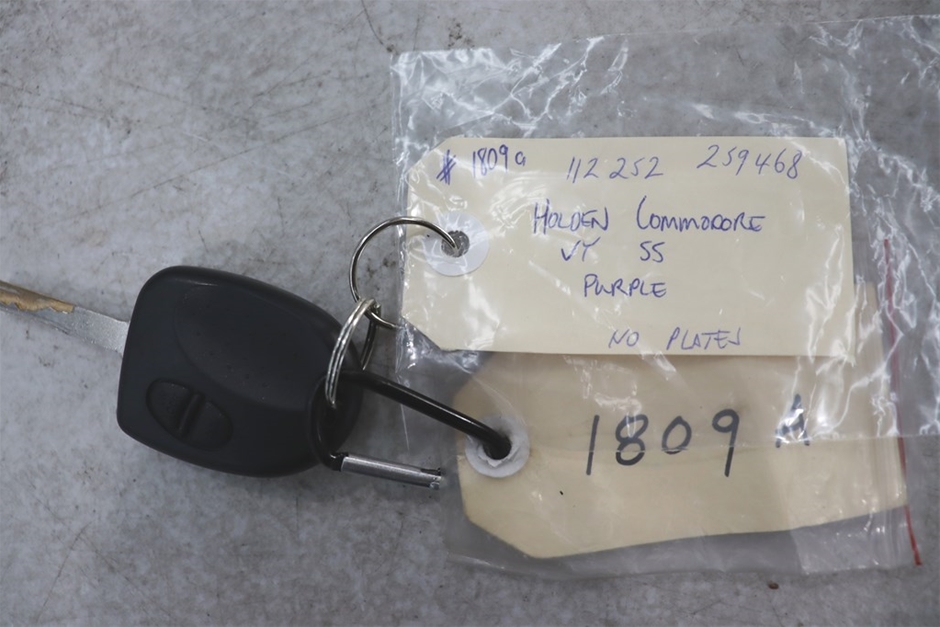 # 1809a 112 252 259468
HOLDEN COMMODORE
VY SS
PURPLE
NO PLATES
1809 A